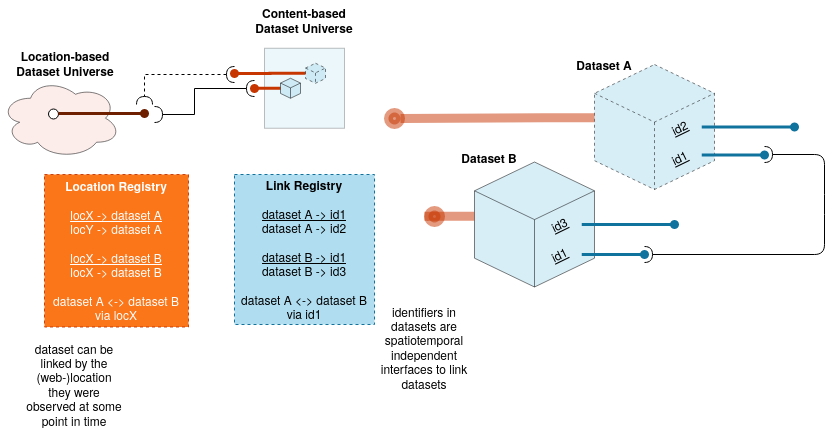 Content-based
Dataset Universe
Location-based
Dataset Universe
Dataset A
id2
id1
Dataset B
id3
id1
Location Registry
locX -> dataset A
locY -> dataset A
locX -> dataset B
locX -> dataset B
dataset A <-> dataset B
via locX
Link Registry
dataset A -> id1
dataset A -> id2
dataset B -> id1
dataset B -> id3
dataset A <-> dataset B
via id1
identifiers in
datasets are
spatiotemporal
independent
interfaces to link
datasets
dataset can be
linked by the
(web-)location
they were
observed at some
point in time